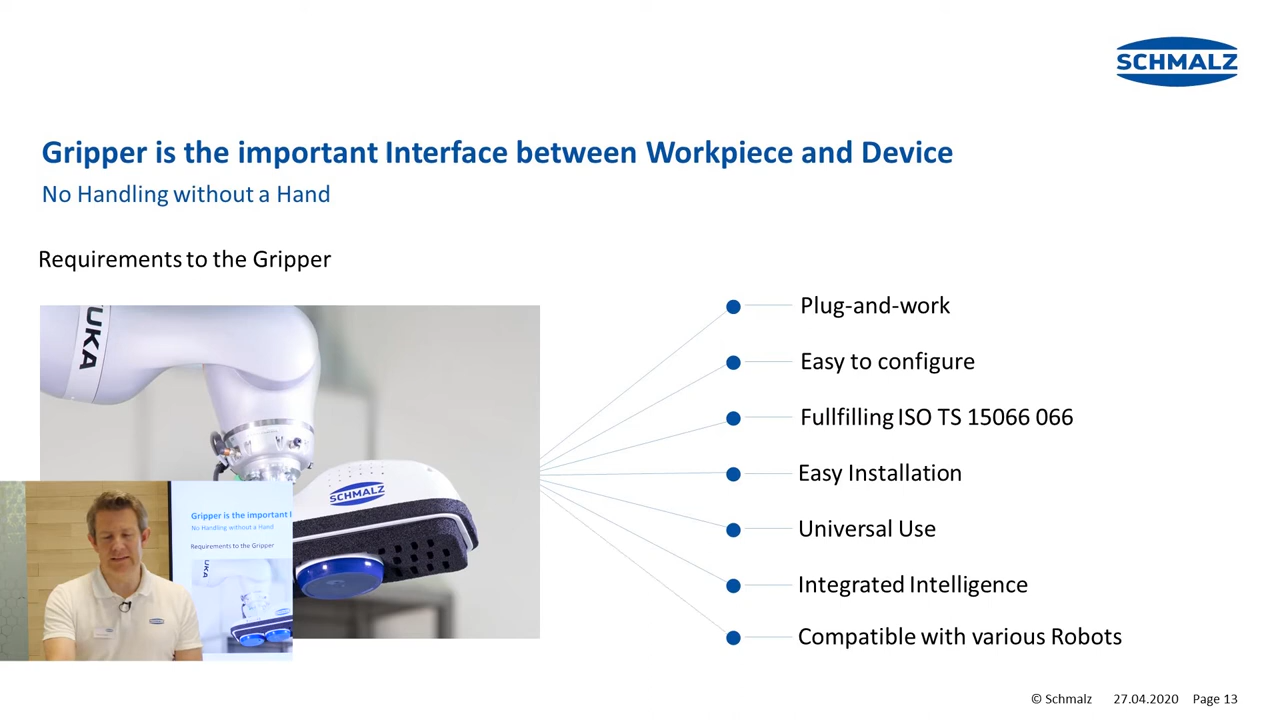 SCHMALZ
Gripper is the important Interface between Workpiece and Device
No Handling without a Hand
Requirements to the Gripper
UKA
SCHMALZ
Plug-and-work
Easy to configure
Fullfilling ISO TS 15066 066
Easy Installation
Universal Use
Integrated Intelligence
Compatible with various Robots
Gripper is the important I
No Handling without a Hand
Requirements to the Gripper
UKA
© Schmalz 27.04.2020 Page 13